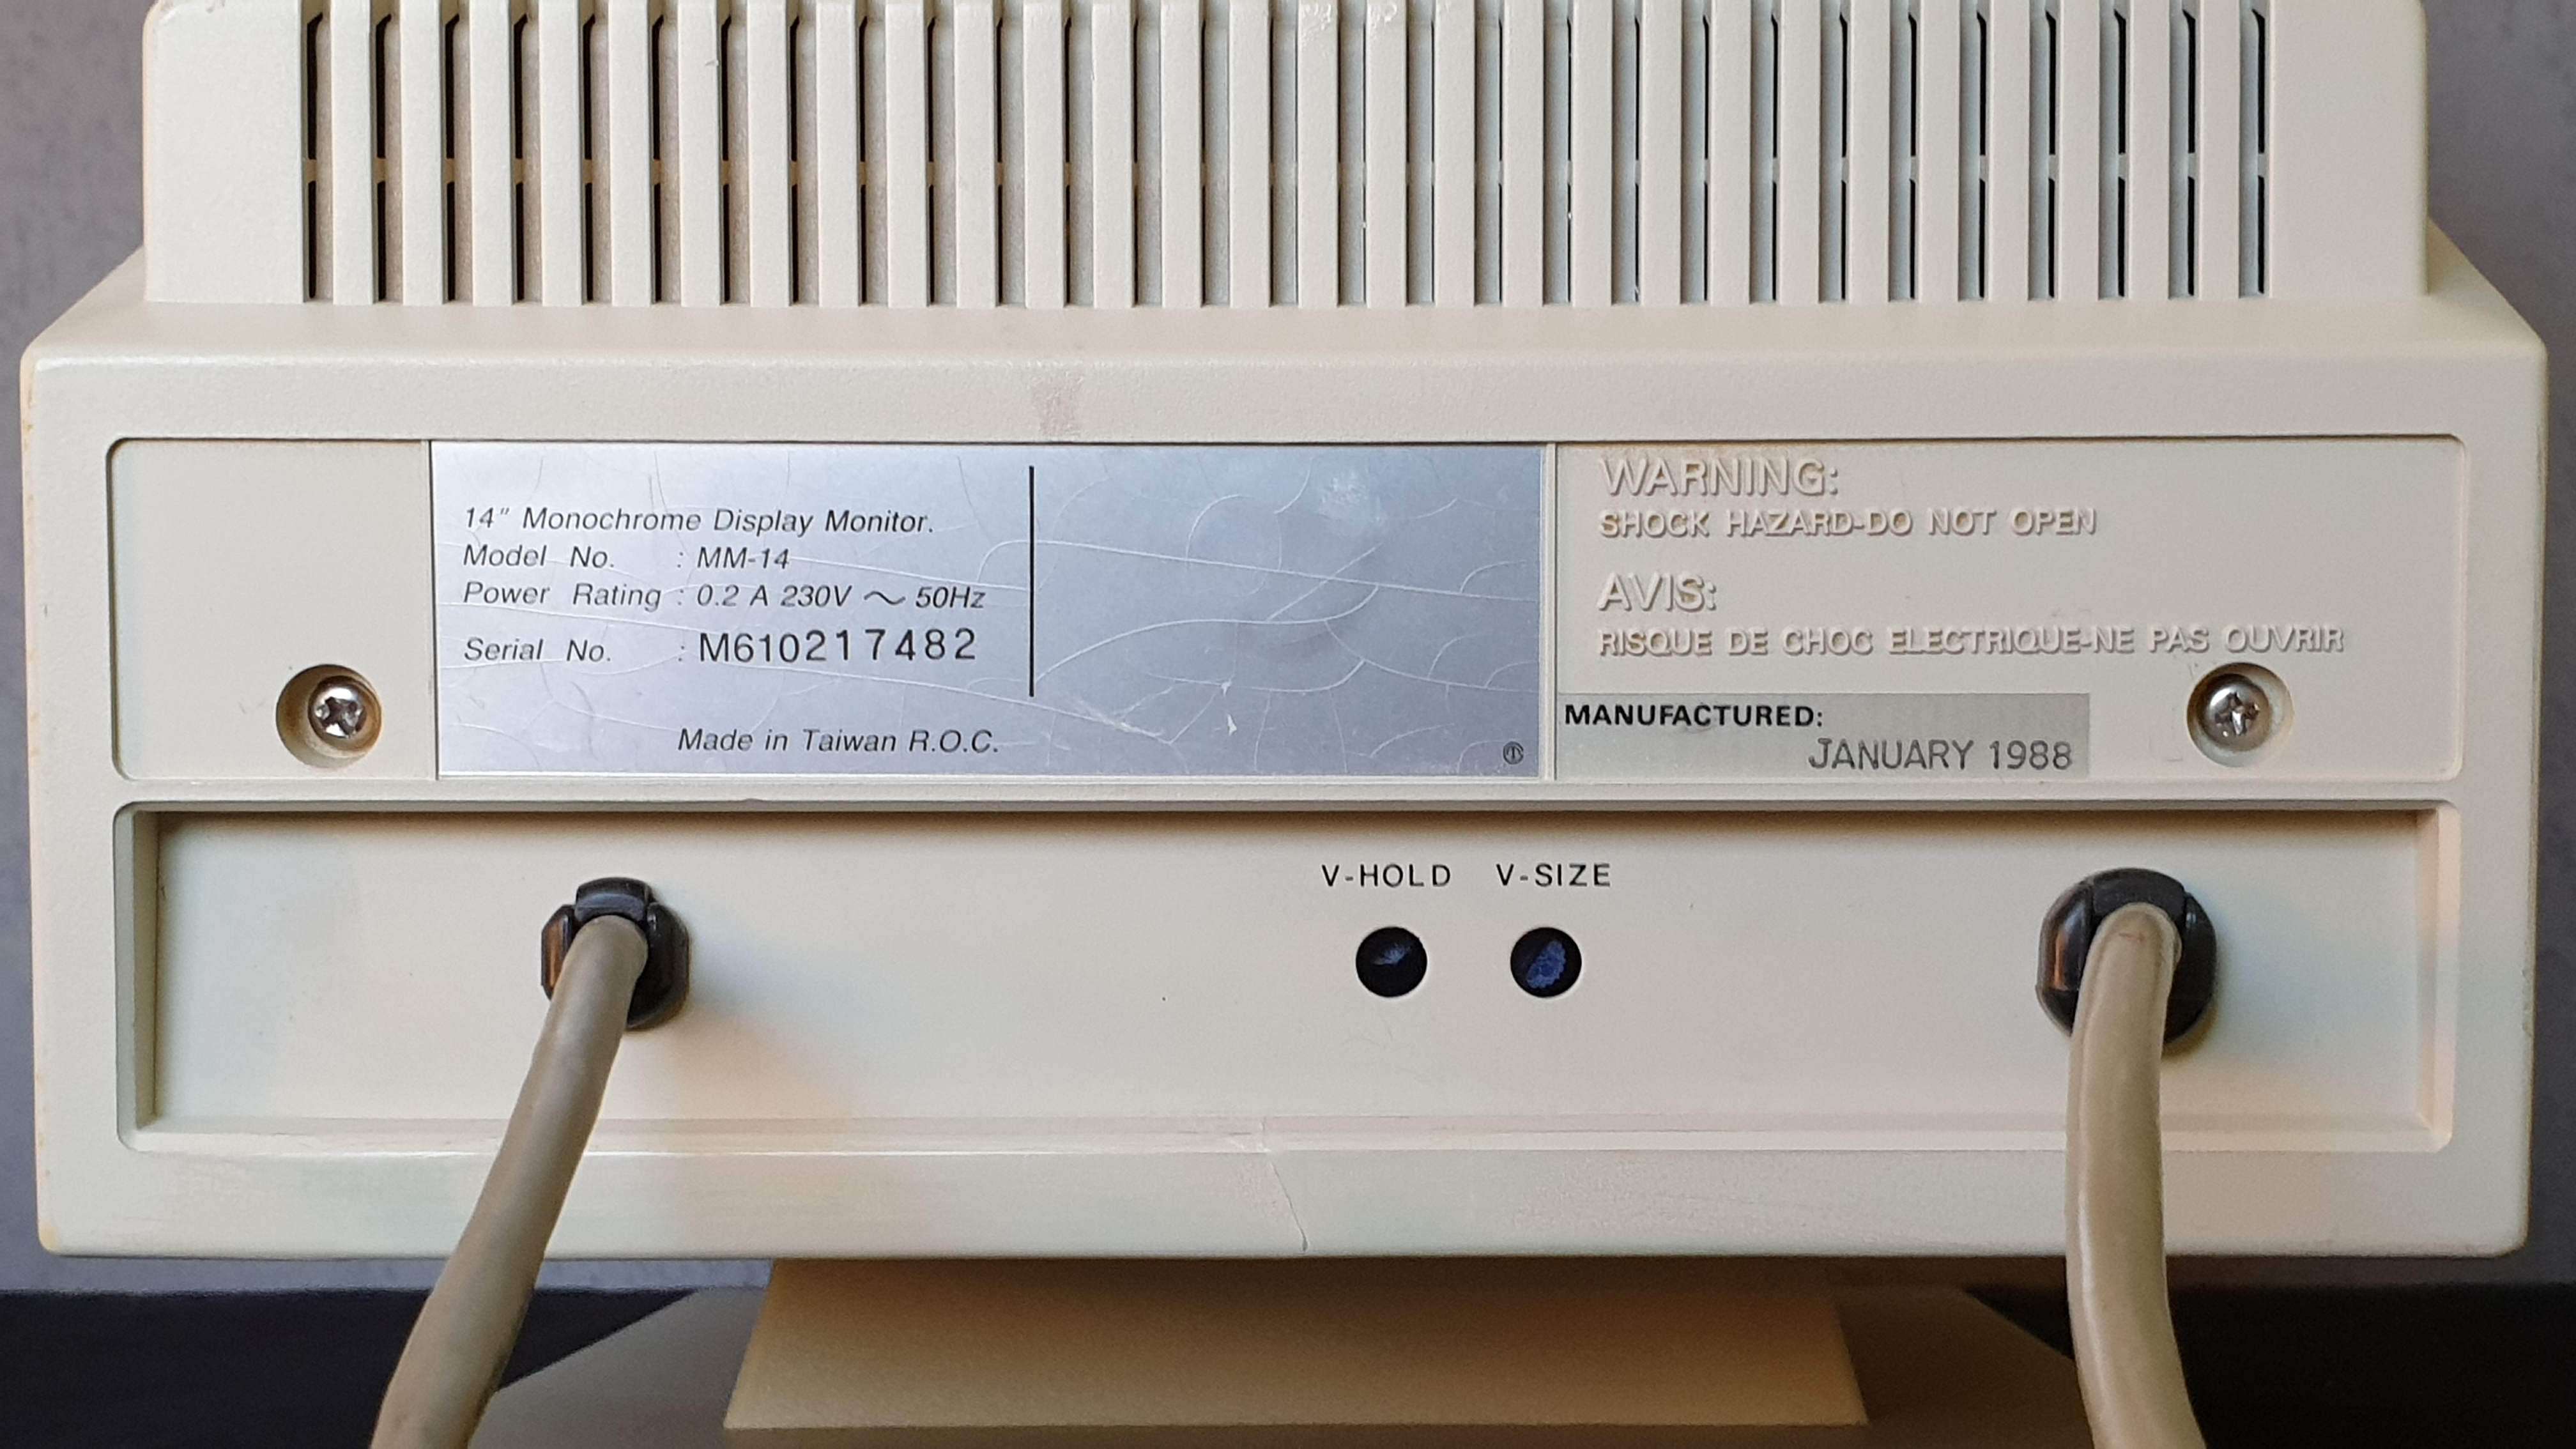 14" Monochrome Display Monitor.
Model No. : MM-14
Power Rating : 0.2 A 230V ~ 50Hz
Serial No. : M610217482
Made in Taiwan R.O.C.
WARNING:
SHOCK HAZARD-DO NOT OPEN
AVIS:
RISQUE DE CHOC ELECTRIQUE-NE PAS OUVRIR
MANUFACTURED:
JANUARY 1988
V-HOLD V-SIZE